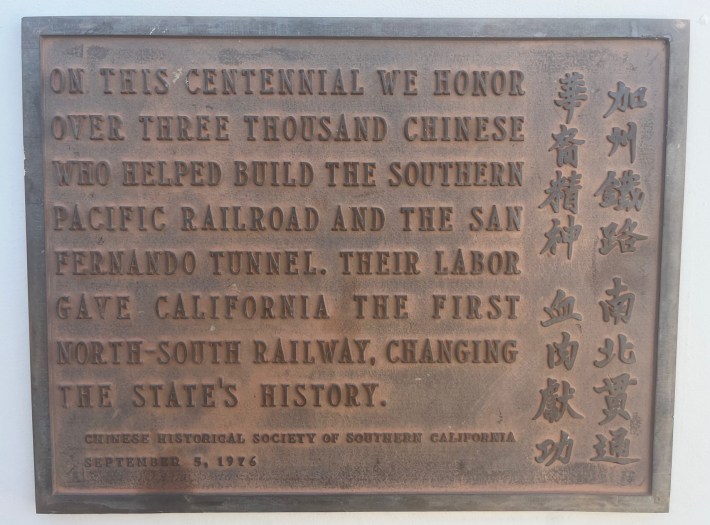 ON THIS CENTENNIAL WE HONOR
OVER THREE THOUSAND CHINESE
WHO HELPED BUILD THE SOUTHERN
PACIFIC RAILROAD AND THE SAN
FERNANDO TUNNEL. THEIR LABOR
GAVE CALIFORNIA THE FIRST
NORTH-SOUTH RAILWAY, CHANGING
THE STATE'S HISTORY.
CHINESE HISTORICAL SOCIETY OF SOUTHERN CALIFORNIA
SEPTEMBER 5, 1976
加州鐵路 南北貫通
華裔精神 血肉獻功